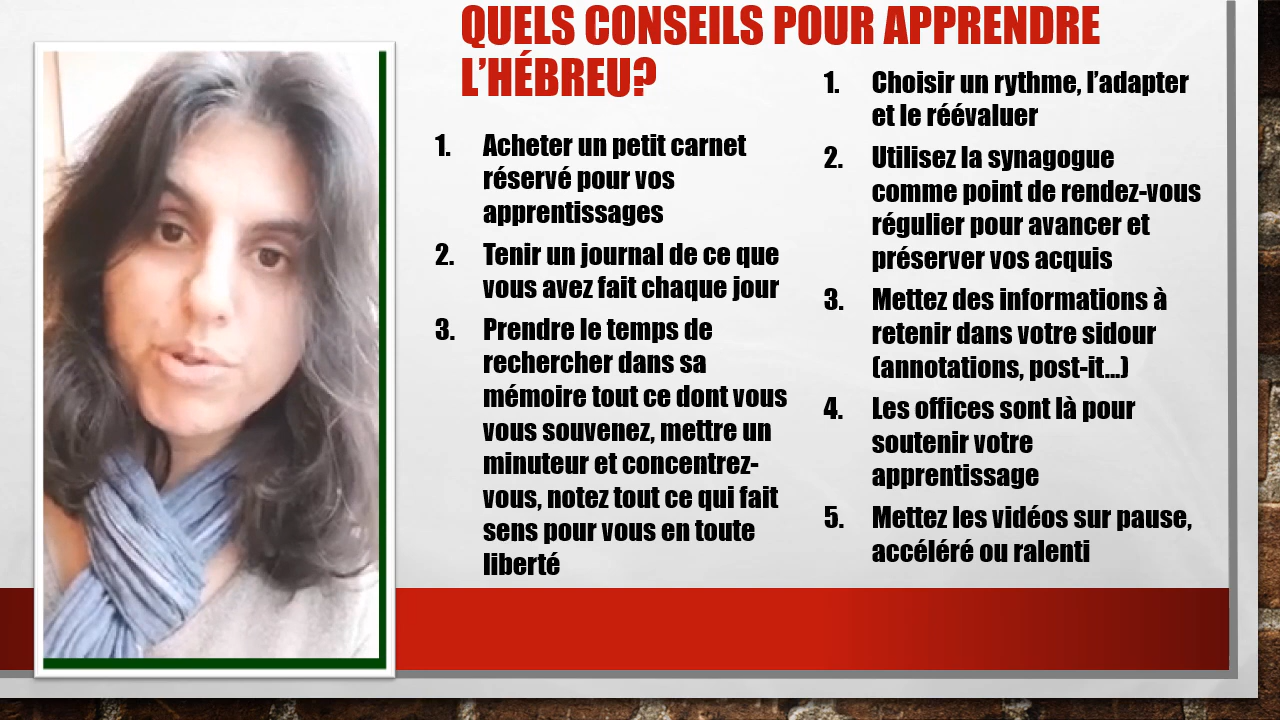 QUELS CONSEILS POUR APPRENDRE
L'HÉBREU?
1. Acheter un petit carnet
réservé pour vos
apprentissages
2. Tenir un journal de ce que
vous avez fait chaque jour
3. Prendre le temps de
rechercher dans sa
mémoire tout ce dont vous
vous souvenez, mettre un
minuteur et concentrez-
vous, notez tout ce qui fait
sens pour vous en toute
liberté
1. Choisir un rythme, l'adapter
et le réévaluer
2. Utilisez la synagogue
comme point de rendez-vous
régulier pour avancer et
préserver vos acquis
3. Mettez des informations à
retenir dans votre sidour
(annotations, post-it...)
4. Les offices sont là pour
soutenir votre
apprentissage
5. Mettez les vidéos sur pause,
accéléré ou ralenti